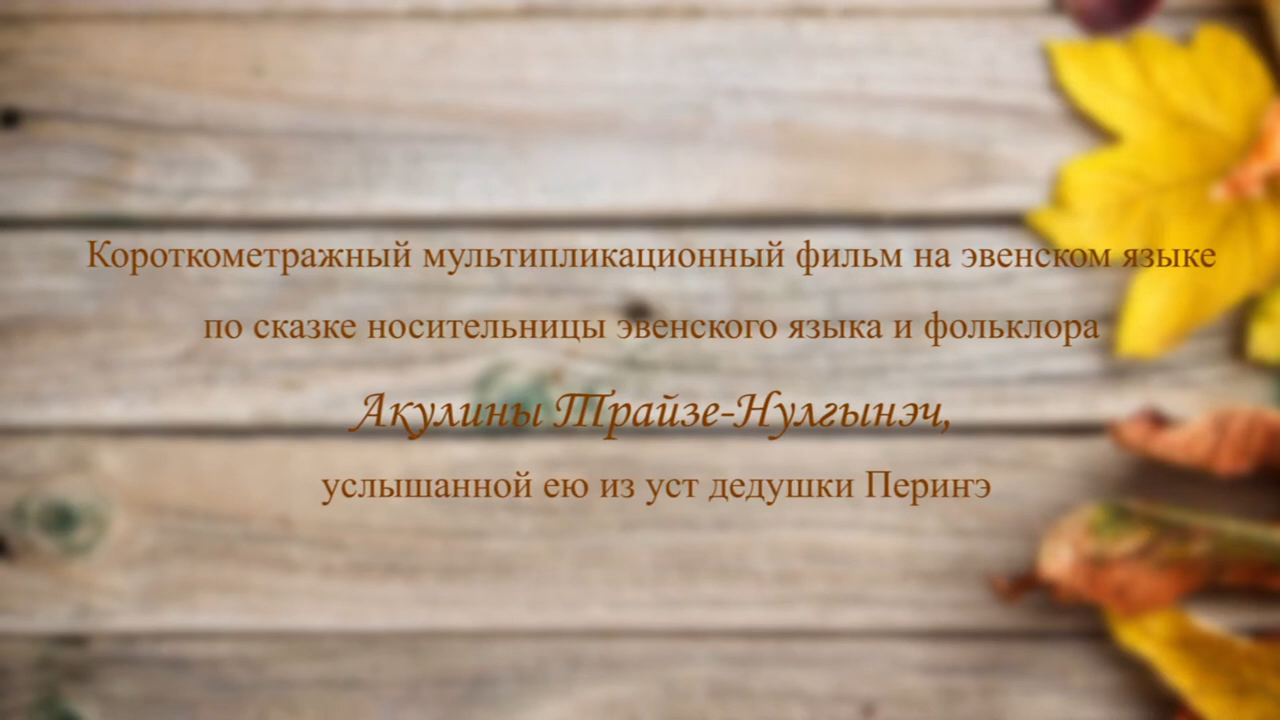 Короткометражный мультипликационный фильм на эвенском языке
по сказке носительницы эвенского языка и фольклора
Акулины Трайзе-Нулгынэч,
услышанной ею из уст дедушки Периҥэ